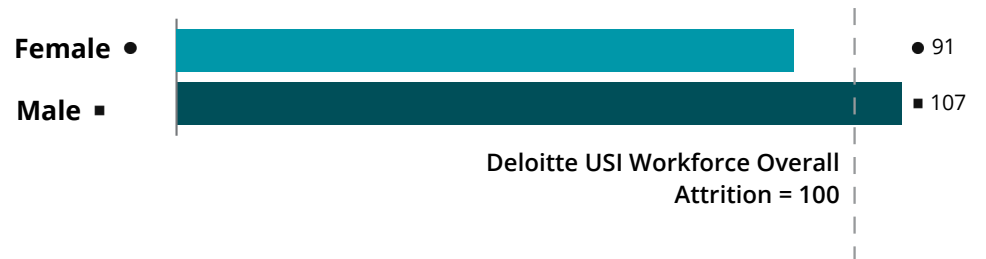 Female ● ● 91
Male ■ ■ 107
Deloitte USI Workforce Overall
Attrition = 100